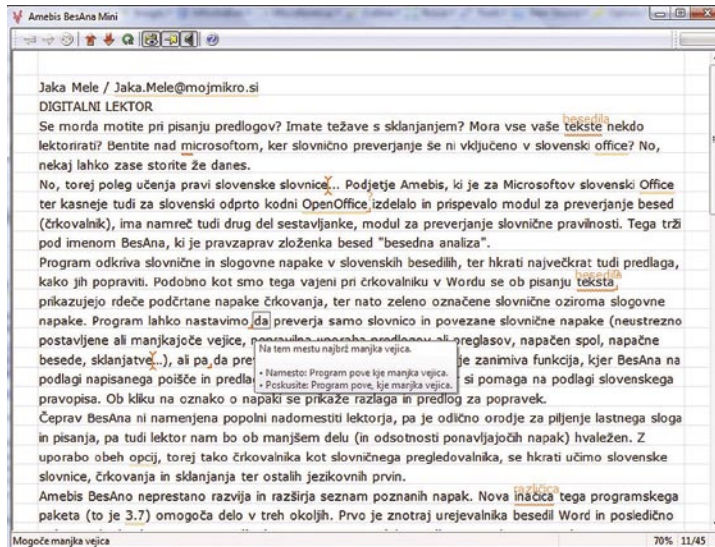 Amebis BesAna Mini
Jaka Mele / Jaka.Mele@mojmikro.si
DIGITALNI LEKTOR
besedila
Se morda motite pri pisanju predlogov? Imate težave s sklanjanjem? Mora vse vaše tekste nekdo
lektorirati? Bentite nad microsoftom, ker slovnično preverjanje še ni vključeno v slovenski office? No,
nekaj lahko zase storite že danes.
No, torej poleg učenja pravi slovenske slovnice... Podjetje Amebis, ki je za Microsoftov slovenski Office
ter kasneje tudi za slovenski odprto kodni OpenOffice izdelalo in prispevalo modul za preverjanje besed
(črkovalnik), ima namreč tudi drug del sestavljanke, modul za preverjanje slovnične pravilnosti. Tega trži
pod imenom BesAna, ki je pravzaprav zloženka besed "besedna analiza".
Program odkriva slovnične in slogovne napake v slovenskih besedilih, ter hkrati največkrat tudi predlaga,
besedila
kako jih popraviti. Podobno kot smo tega vajeni pri črkovalniku v Wordu se ob pisanju teksta
prikazujejo rdeče podčrtane napake črkovanja, ter nato zeleno označene slovnične oziroma slogovne
napake. Program lahko nastavimo da preverja samo slovnico in povezane slovnične napake (neustrezno
postavljene ali manjkajoče vejice, nepravilna uporaba predlogov ali preglasov, napačen spol, napačne
besede, sklanjatve...), ali pa da pre je zanimiva funkcija, kjer BesAna na
podlagi napisanega poišče in predla si pomaga na podlagi slovenskega
Na tem mestu najbrž manjka vejica.
• Namesto: Program pove kje manjka vejica.
• Poskusite: Program pove, kje manjka vejica.
pravopisa. Ob kliku na oznako o napaki se prikaže razlaga in predlog za popravek.
Čeprav BesAna ni namenjena popolni nadomestiti lektorja, pa je odlično orodje za piljenje lastnega sloga
in pisanja, pa tudi lektor nam bo ob manjšem delu (in odsotnosti ponavljajočih napak) hvaležen. Z
uporabo obeh opcij, torej tako črkovalnika kot slovničnega pregledovalnika, se hkrati učimo slovenske
slovnice, črkovanja in sklanjanja ter ostalih jezikovnih prvin.
različica
Amebis BesAno neprestano razvija in razširja seznam poznanih napak. Nova inačica tega programskega
paketa (to je 3.7) omogoča delo v treh okoljih. Prvo je znotraj urejevalnika besedil Word in posledično
Mogoče manjka vejica
70% 11/45